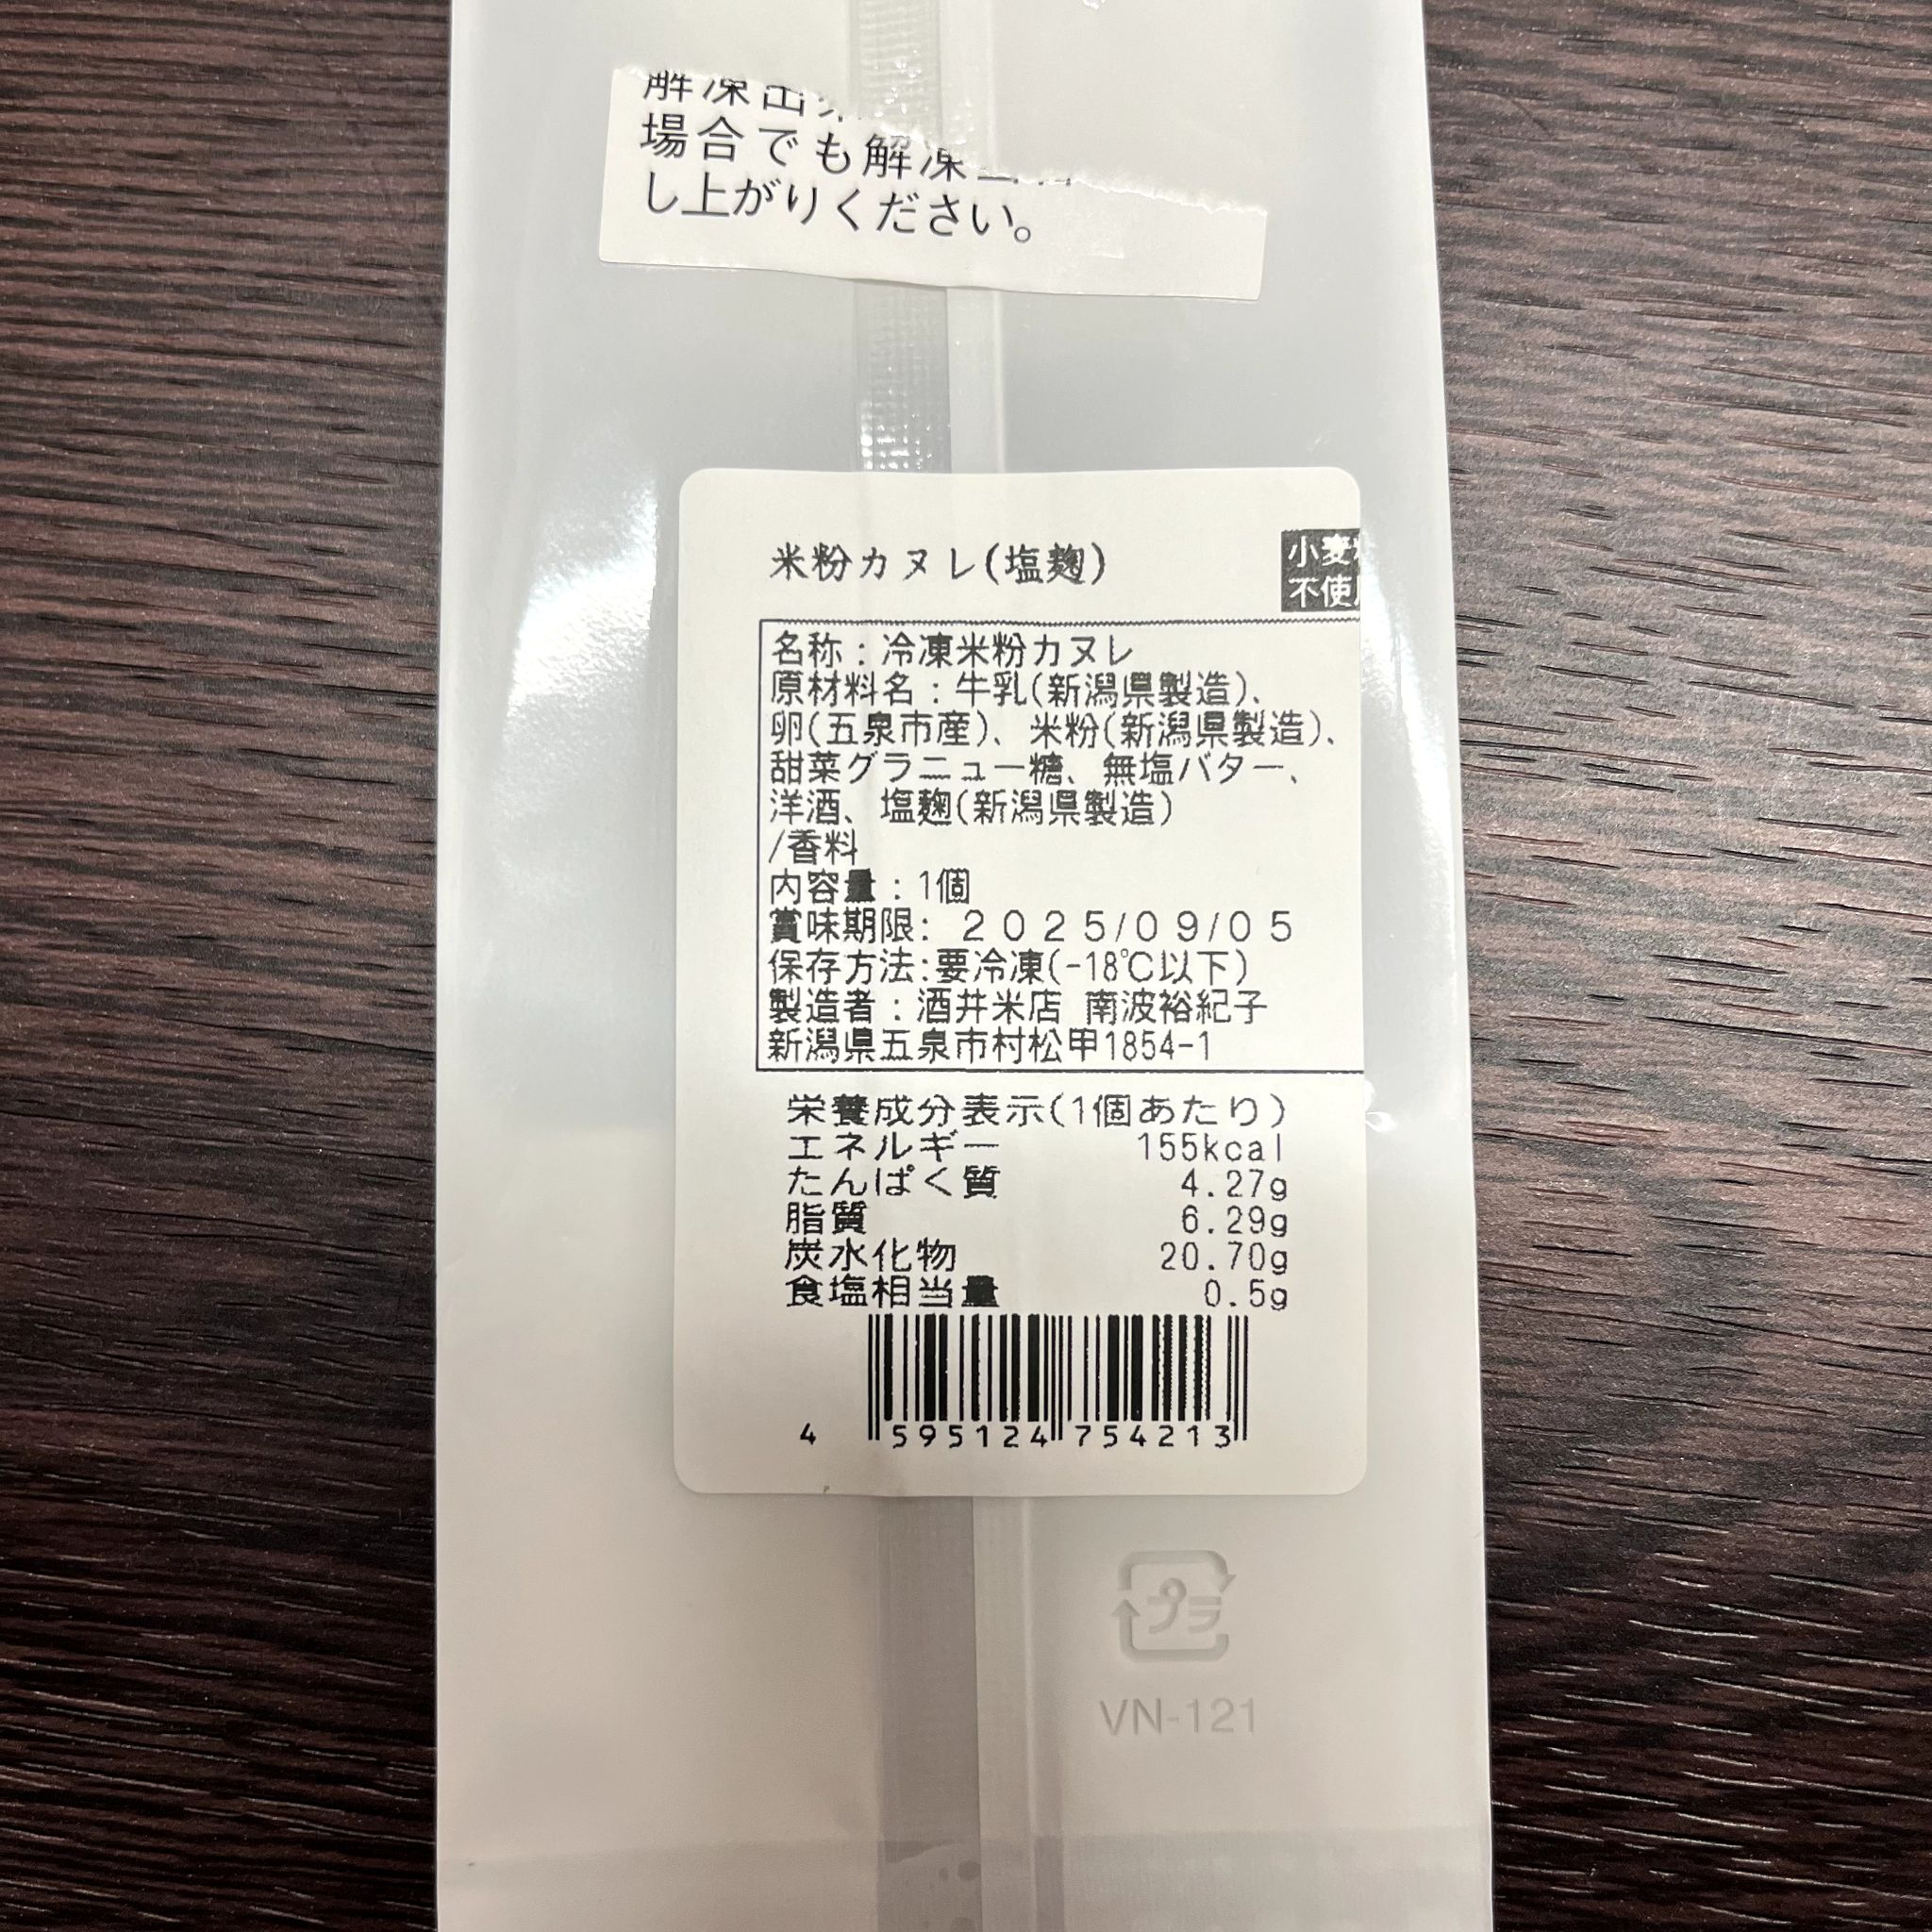 解凍出
場合でも解凍
し上がりください。
米粉カヌレ(塩麹)
小麦
不使用
名称:冷凍米粉カヌレ
原材料名:牛乳(新潟県製造)、
卵(五泉市産)、米粉(新潟県製造)、
甜菜グラニュー糖、無塩バター、
洋酒、塩麹(新潟県製造)
/香料
内容量:1個
賞味期限: 2025/09/05
保存方法:要冷凍(-18℃以下)
製造者:酒井米店 南波裕紀子
新潟県五泉市村松甲1854-1
栄養成分表示(1個あたり)
エネルギー 155kcal
たんぱく質 4.27g
脂質 6.29g
炭水化物 20.70g
食塩相当量 0.5g
4 595124 754213
プラ
VN-121